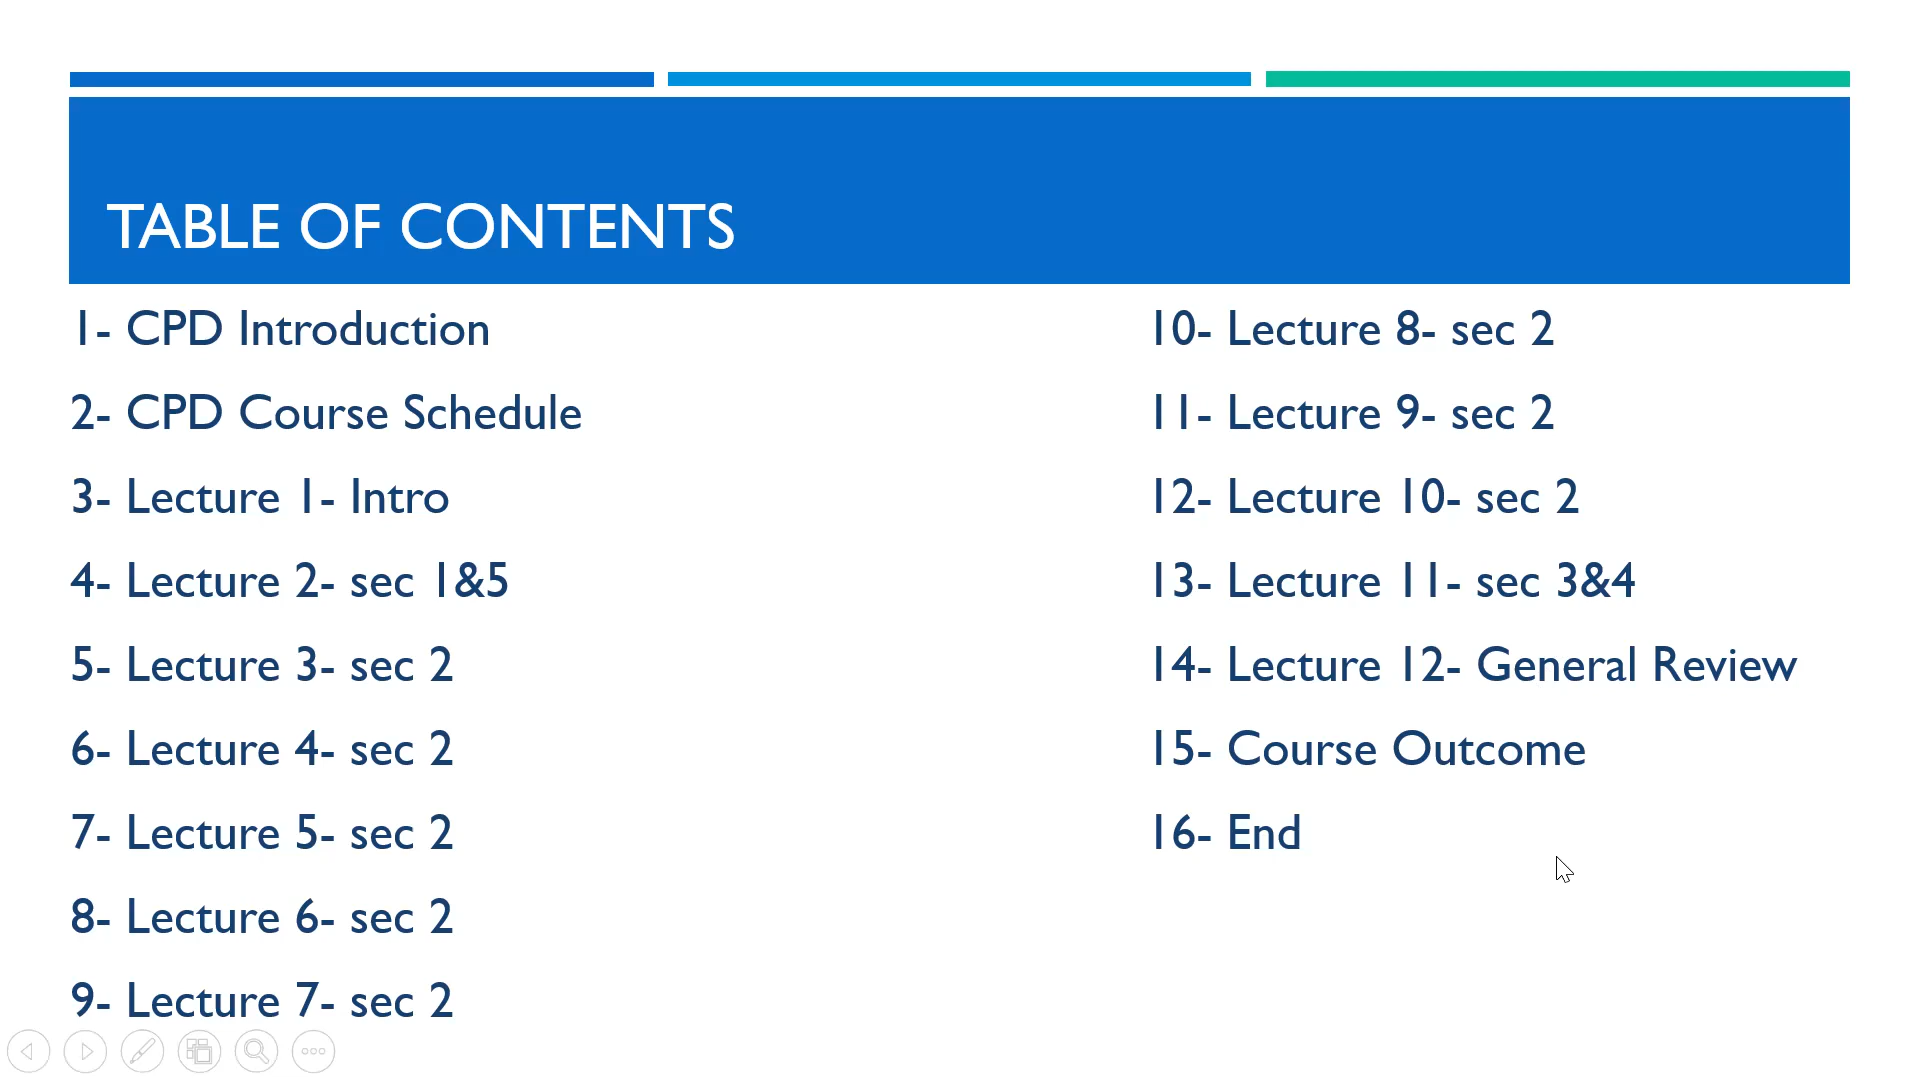 TABLE OF CONTENTS
1- CPD Introduction
2- CPD Course Schedule
3- Lecture 1- Intro
4- Lecture 2- sec 1&5
5- Lecture 3- sec 2
6- Lecture 4- sec 2
7- Lecture 5- sec 2
8- Lecture 6- sec 2
9- Lecture 7- sec 2
10- Lecture 8- sec 2
11- Lecture 9- sec 2
12- Lecture 10- sec 2
13- Lecture 11- sec 3&4
14- Lecture 12- General Review
15- Course Outcome
16- End